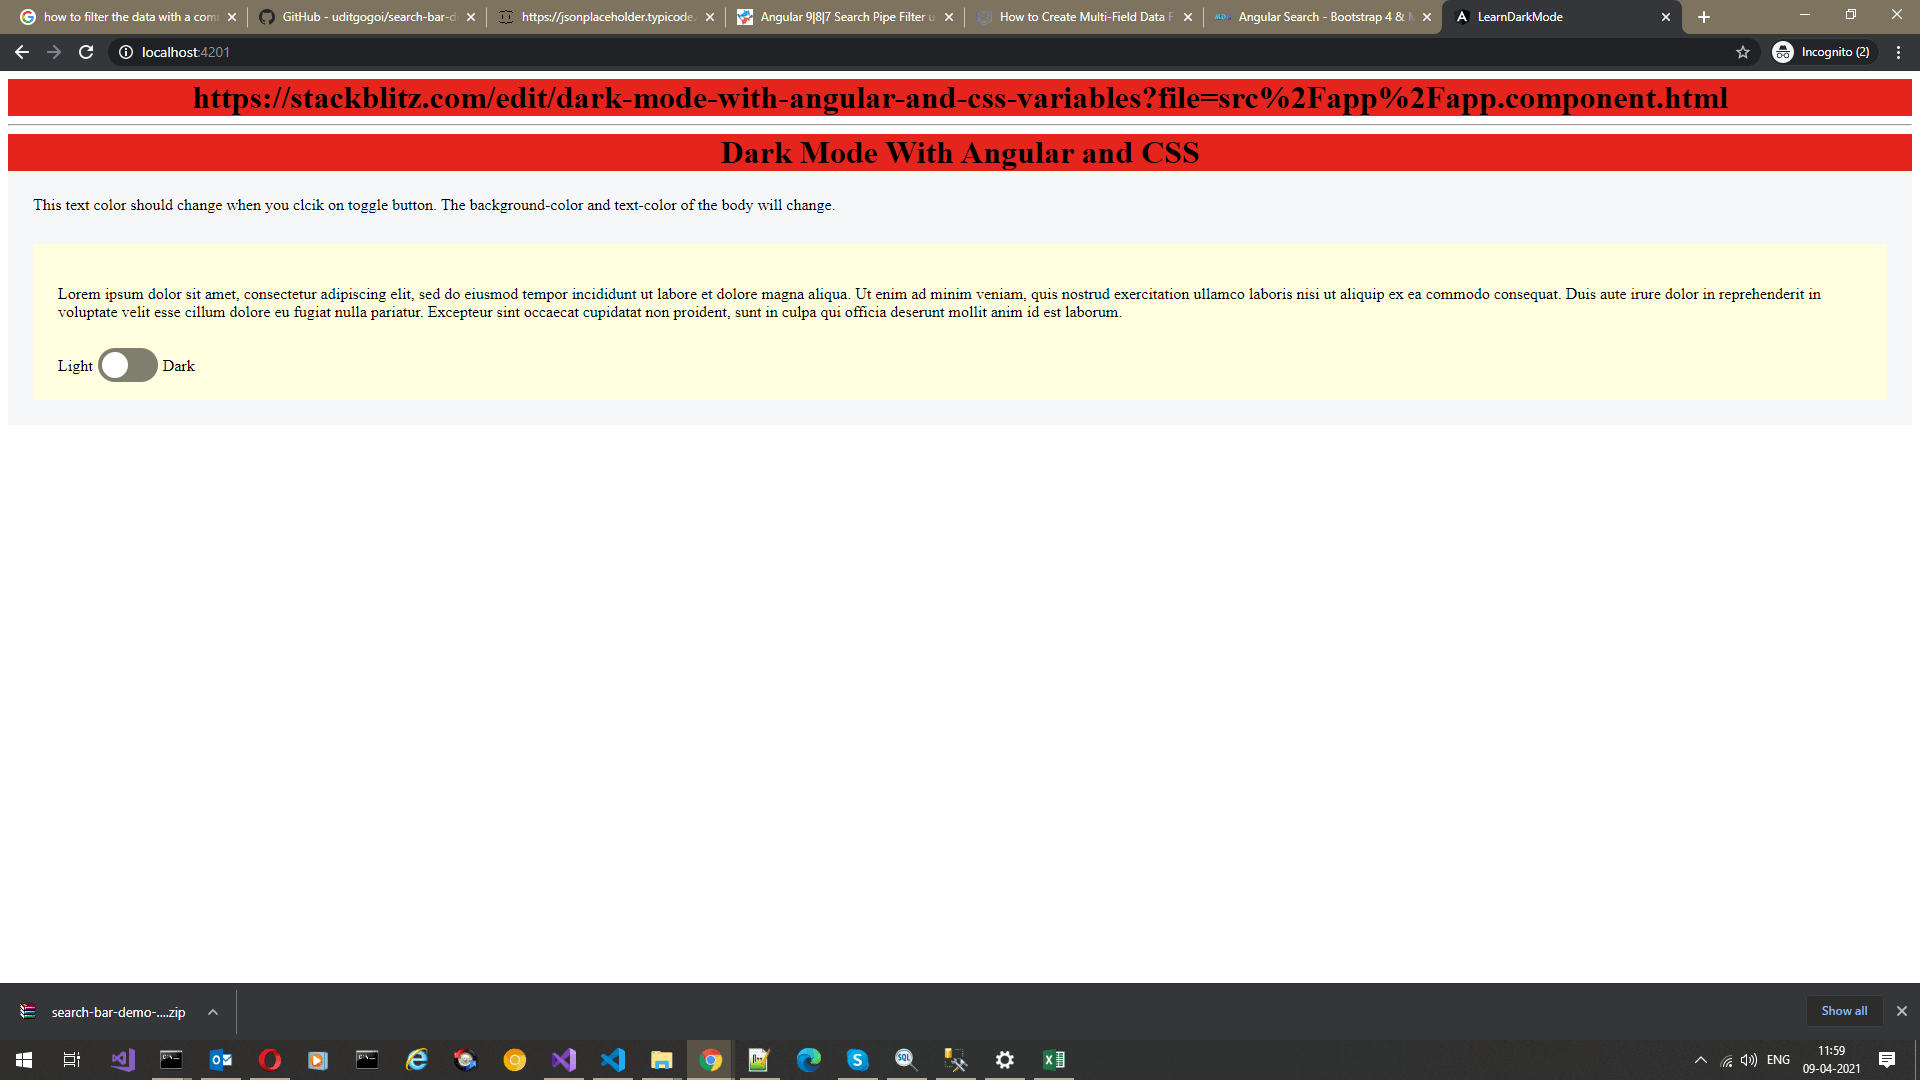 how to filter the data with a com
GitHub - uditgogoi/search-bar-d
https://jsonplaceholder.typicode.
Angular 9|8|7 Search Pipe Filter u
How to Create Multi-Field Data F
Angular Search - Bootstrap 4 & M
LearnDarkMode
localhost:4201
Incognito (2)
https://stackblitz.com/edit/dark-mode-with-angular-and-css-variables?file=src%2Fapp%2Fapp.component.html
Dark Mode With Angular and CSS
This text color should change when you clcik on toggle button. The background-color and text-color of the body will change.
Lorem ipsum dolor sit amet, consectetur adipiscing elit, sed do eiusmod tempor incididunt ut labore et dolore magna aliqua. Ut enim ad minim veniam, quis nostrud exercitation ullamco laboris nisi ut aliquip ex ea commodo consequat. Duis aute irure dolor in reprehenderit in
voluptate velit esse cillum dolore eu fugiat nulla pariatur. Excepteur sint occaecat cupidatat non proident, sunt in culpa qui officia deserunt mollit anim id est laborum.
Light Dark
search-bar-demo-....zip
Show all
ENG
11:59
09-04-2021